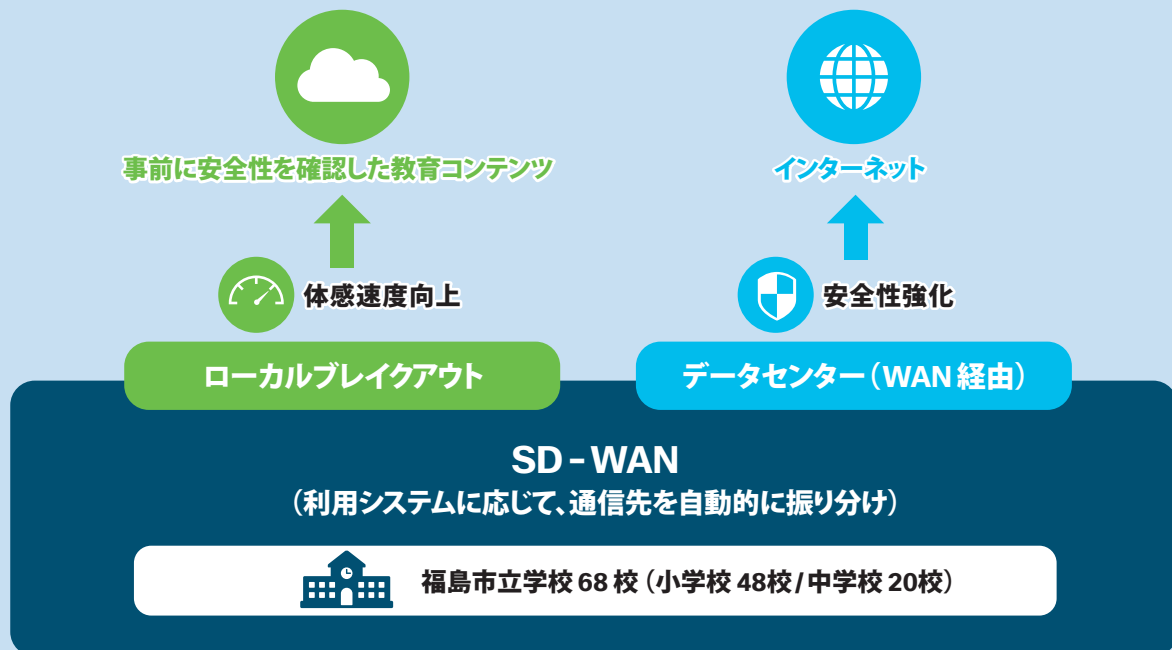 事前に安全性を確認した教育コンテンツ
インターネット
体感速度向上
安全性強化
ローカルブレイクアウト
データセンター（WAN 経由）
SD-WAN
（利用システムに応じて、通信先を自動的に振り分け）
福島市立学校 68 校（小学校 48校/中学校 20校）